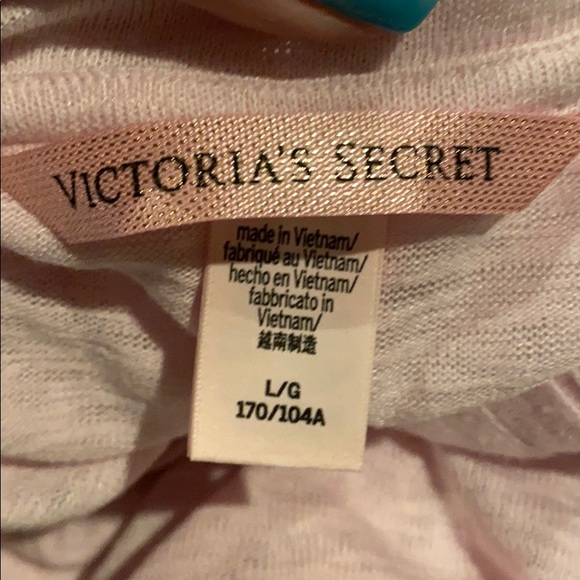 VICTORIA'S SECRET
made in Vietnam/
fabriqué au Vietnam/
hecho en Vietnam/
fabbricato in
Vietnam/
越南制造
L/G
170/104A